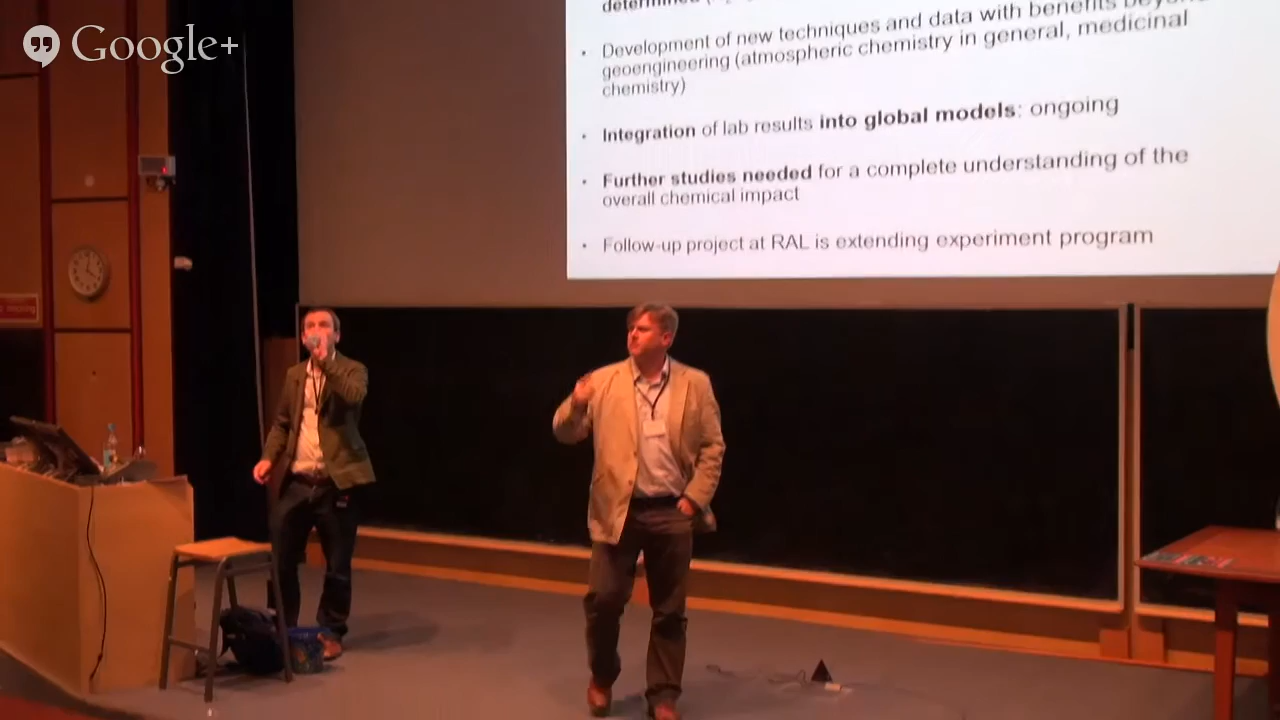 Google+
determined
Development of new techniques and data with benefits beyond
geoengineering (atmospheric chemistry in general, medicinal
chemistry)
Integration of lab results into global models: ongoing
Further studies needed for a complete understanding of the
overall chemical impact
Follow-up project at RAL is extending experiment program